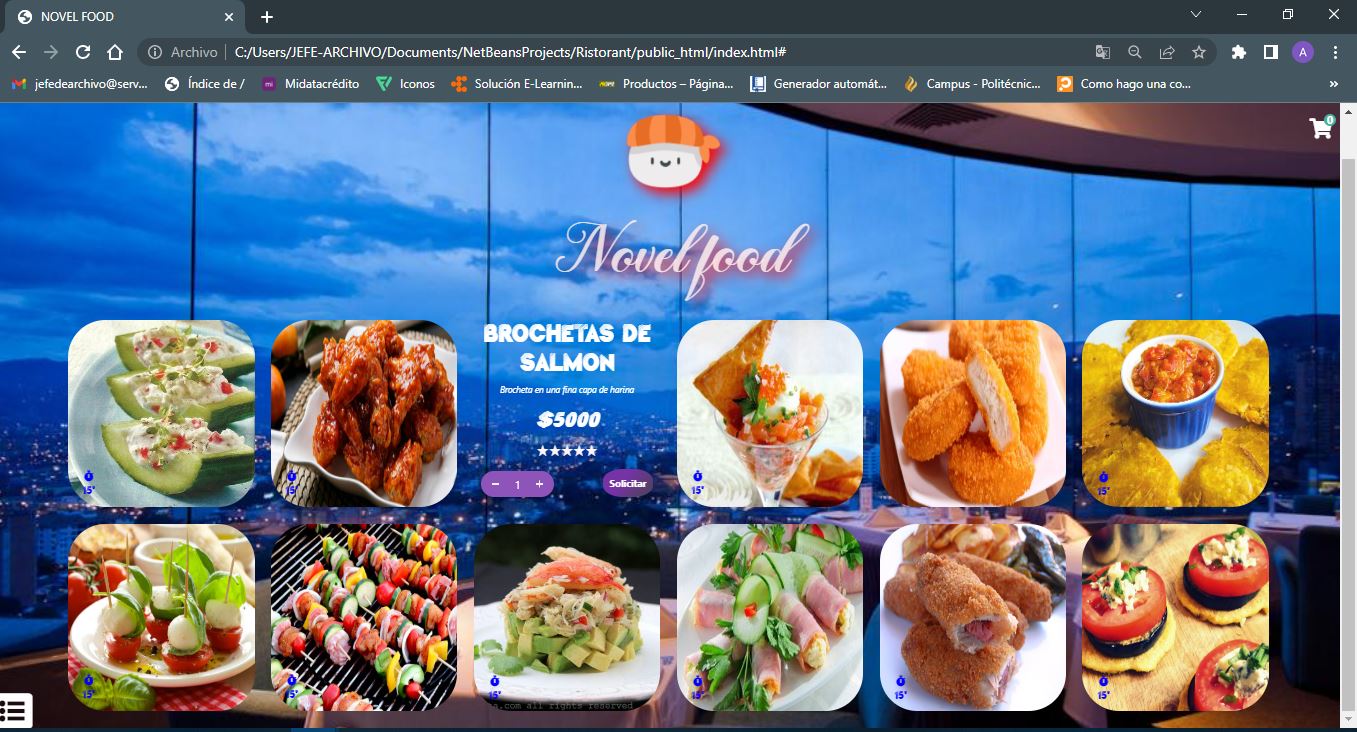 NOVEL FOOD
Archivo
C:/Users/JEFE-ARCHIVO/Documents/NetBeansProjects/Ristorant/public_html/index.html#
A
jefedearchivo@serv...
Índice de /
mi
Midatacrédito
Iconos
Solución E-Learnin...
Productos – Página...
Generador automát...
Campus - Politécnic...
Como hago una co...
»
0
Novel food
BROCHETAS DE
SALMON
Brocheta en una fina capa de harina
$5000
- 1 +
Solicitar
15'
15'
15'
15'
15'
15'
15'
15'
15'
15'
.com all rights reserved